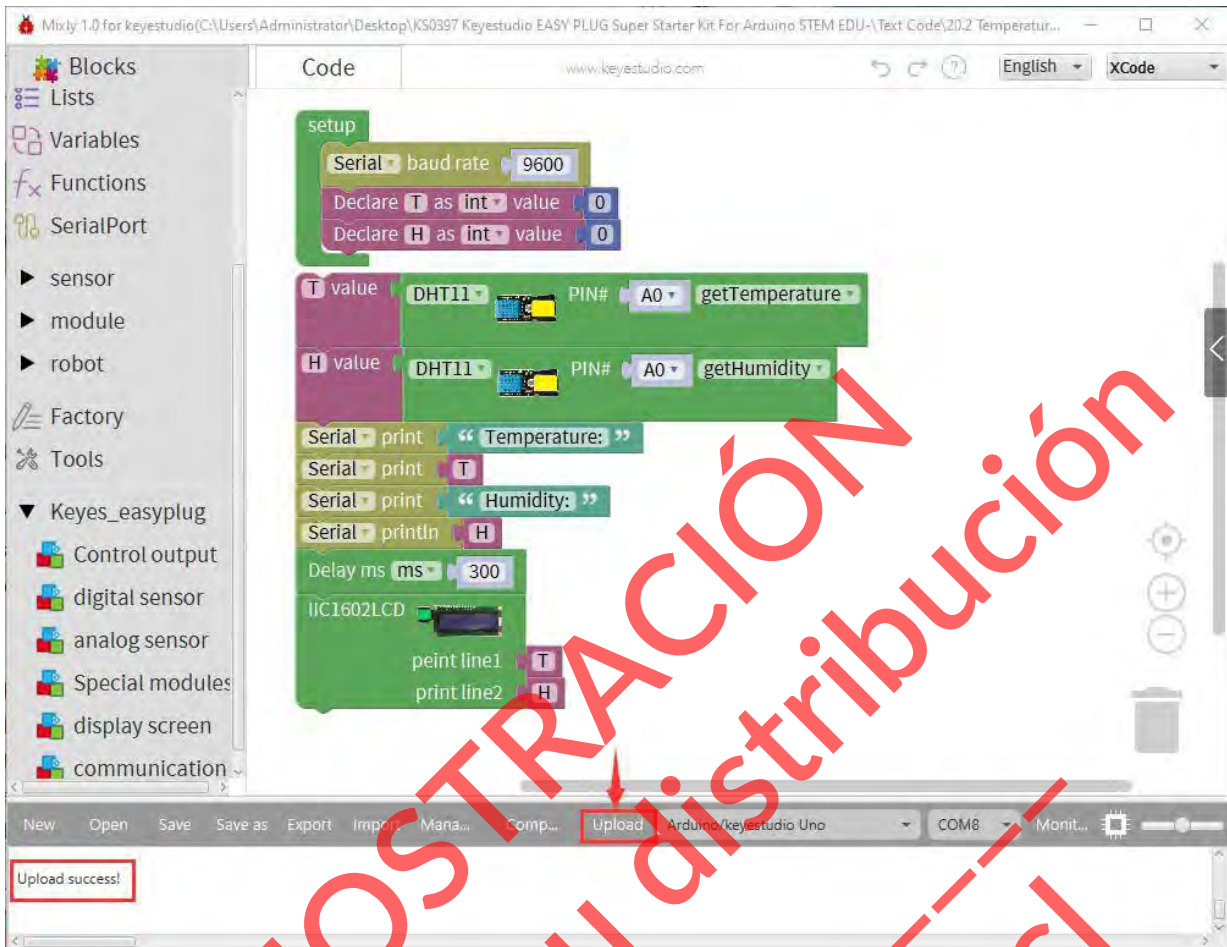 Mixly 1.0 for keyestudio(C:\Users\Administrator\Desktop\KS0397 Keyestudio EASY PLUG Super Starter Kit For Arduino STEM EDU-\Text Code\20.2 Temperatur...
Blocks
Code
www.keyestudio.com
English
XCode
Lists
Variables
Functions
SerialPort
sensor
module
robot
Factory
Tools
Keyes_easyplug
Control output
digital sensor
analog sensor
Special modules
display screen
communication
setup
Serial baud rate 9600
Declare T as int value 0
Declare H as int value 0
T value DHT11 PIN# A0 getTemperature
H value DHT11 PIN# A0 getHumidity
Serial print “ Temperature: ”
Serial print T
Serial print “ Humidity: ”
Serial println H
Delay ms ms 300
IIC1602LCD
peint line1 T
print line2 H
New Open Save Save as Export Import Mana... Comp... Upload Arduino/keyestudio Uno COM8 Monit...
Upload success!
OSTRACIÓN
u distribución